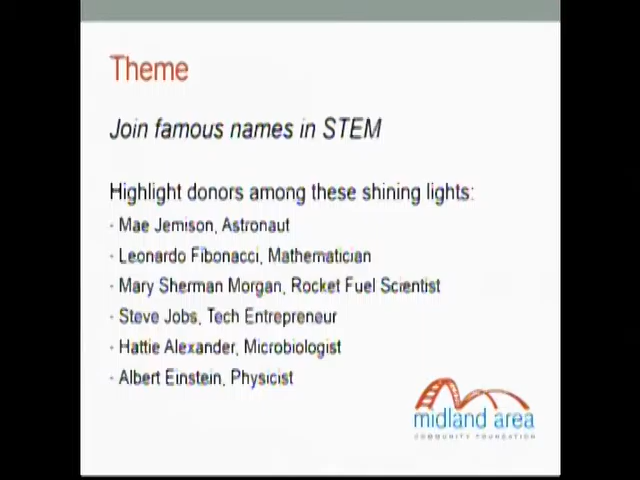 Theme
Join famous names in STEM
Highlight donors among these shining lights:
· Mae Jemison, Astronaut
· Leonardo Fibonacci, Mathematician
· Mary Sherman Morgan, Rocket Fuel Scientist
· Steve Jobs, Tech Entrepreneur
· Hattie Alexander, Microbiologist
· Albert Einstein, Physicist
midland area
COMMUNITY FOUNDATION